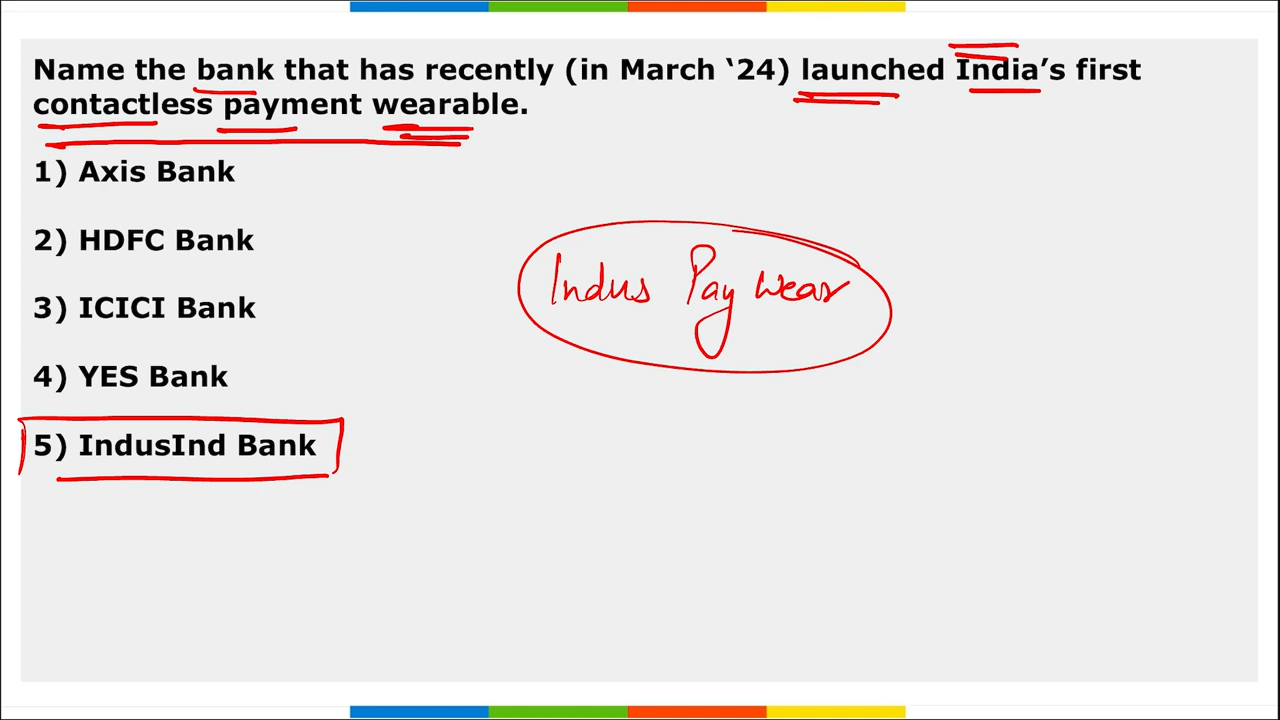 Name the bank that has recently (in March ‘24) launched India’s first
contactless payment wearable.
1) Axis Bank
2) HDFC Bank
Indus Pay wear
3) ICICI Bank
4) YES Bank
5) IndusInd Bank